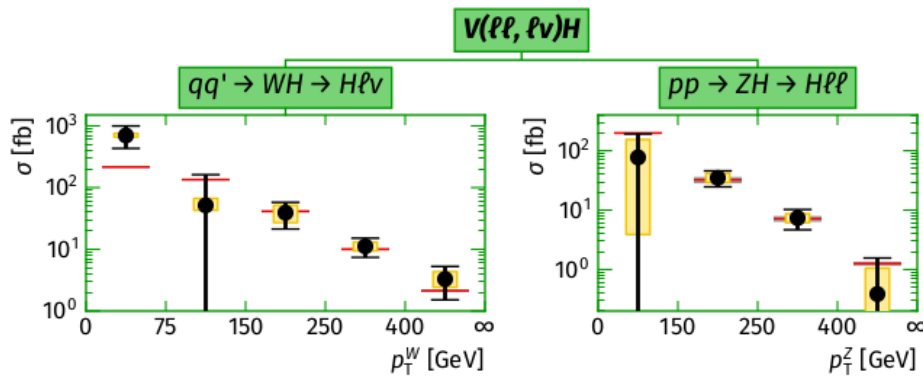 V(ℓℓ, ℓν)H
qq' → WH → Hℓν
pp → ZH → Hℓℓ
σ [fb]
10³
10²
10¹
10⁰
0 75 150 250 400 ∞
p_T^W [GeV]
σ [fb]
10²
10¹
10⁰
0 150 250 400 ∞
p_T^Z [GeV]